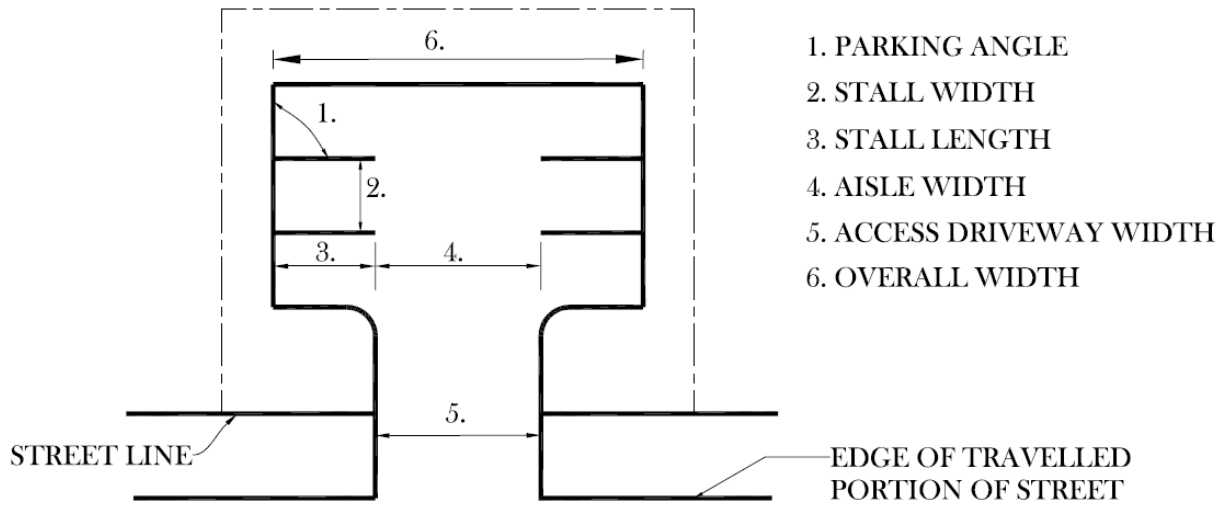 6.
1. PARKING ANGLE
2. STALL WIDTH
3. STALL LENGTH
4. AISLE WIDTH
5. ACCESS DRIVEWAY WIDTH
6. OVERALL WIDTH
1.
2.
3.
4.
5.
STREET LINE
EDGE OF TRAVELLED
PORTION OF STREET